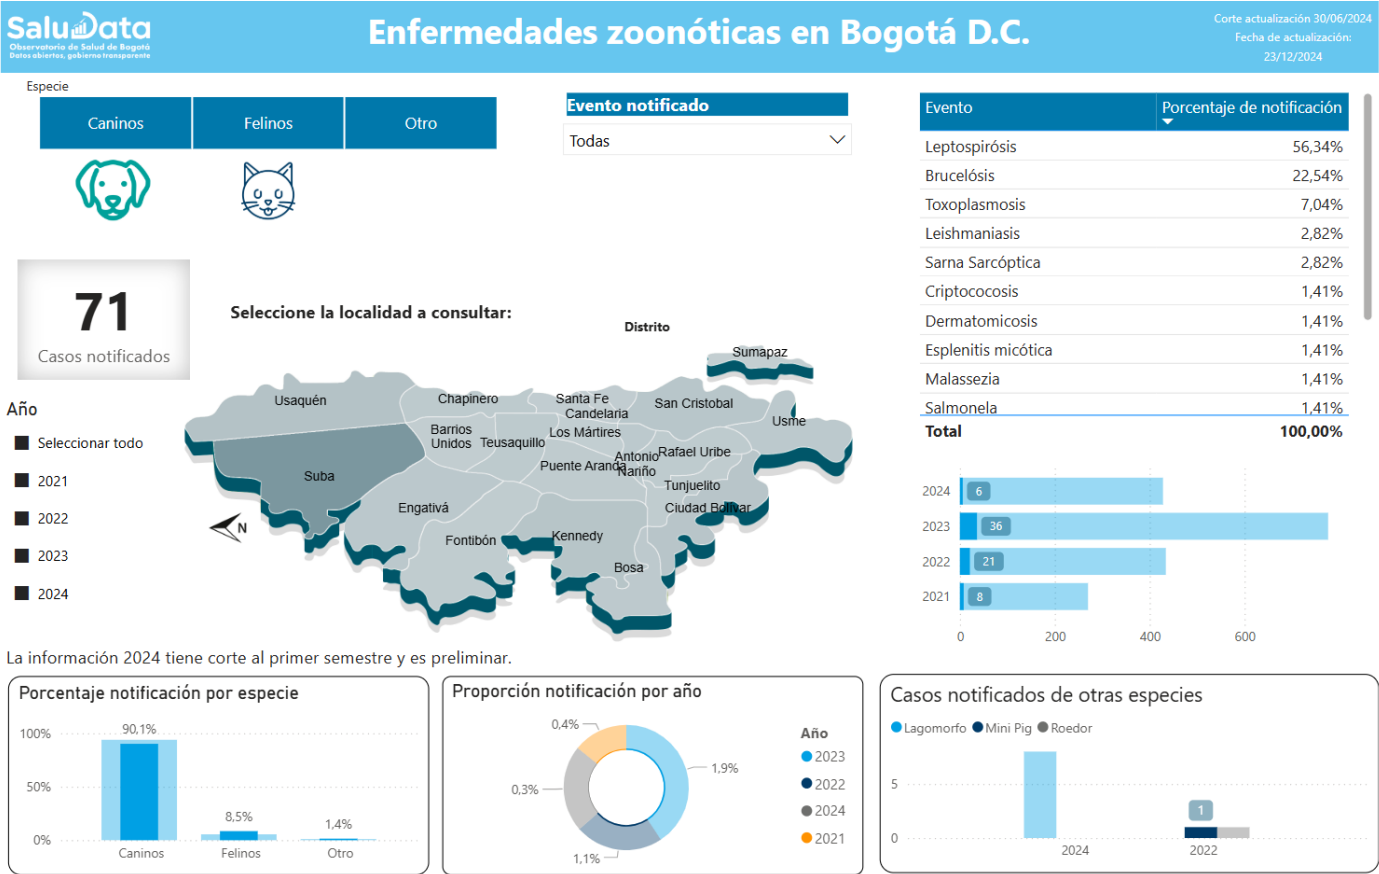 SaluData
Observatorio de Salud de Bogotá
Datos abiertos, gobierno transparente
Enfermedades zoonóticas en Bogotá D.C.
Corte actualización 30/06/2024
Fecha de actualización:
23/12/2024
Especie
Caninos
Felinos
Otro
Evento notificado
Todas
71
Casos notificados
Año
Seleccionar todo
2021
2022
2023
2024
Seleccione la localidad a consultar:
Distrito
Sumapaz
Usaquén
Chapinero
Santa Fe
Candelaria
San Cristobal
Usme
Barrios
Unidos
Teusaquillo
Los Mártires
Antonio
Nariño
Rafael Uribe
Puente Aranda
Suba
Tunjuelito
Engativá
Ciudad Bolívar
N
Fontibón
Kennedy
Bosa
Evento Porcentaje de notificación
Leptospirósis 56,34%
Brucelósis 22,54%
Toxoplasmosis 7,04%
Leishmaniasis 2,82%
Sarna Sarcóptica 2,82%
Criptococosis 1,41%
Dermatomicosis 1,41%
Esplenitis micótica 1,41%
Malassezia 1,41%
Salmonela 1,41%
Total 100,00%
2024 6
2023 36
2022 21
2021 8
0 200 400 600
La información 2024 tiene corte al primer semestre y es preliminar.
Porcentaje notificación por especie
100%
50%
0%
90,1%
8,5%
1,4%
Caninos Felinos Otro
Proporción notificación por año
0,4%
1,9%
0,3%
1,1%
Año
2023
2022
2024
2021
Casos notificados de otras especies
Lagomorfo Mini Pig Roedor
5
0
1
2024 2022